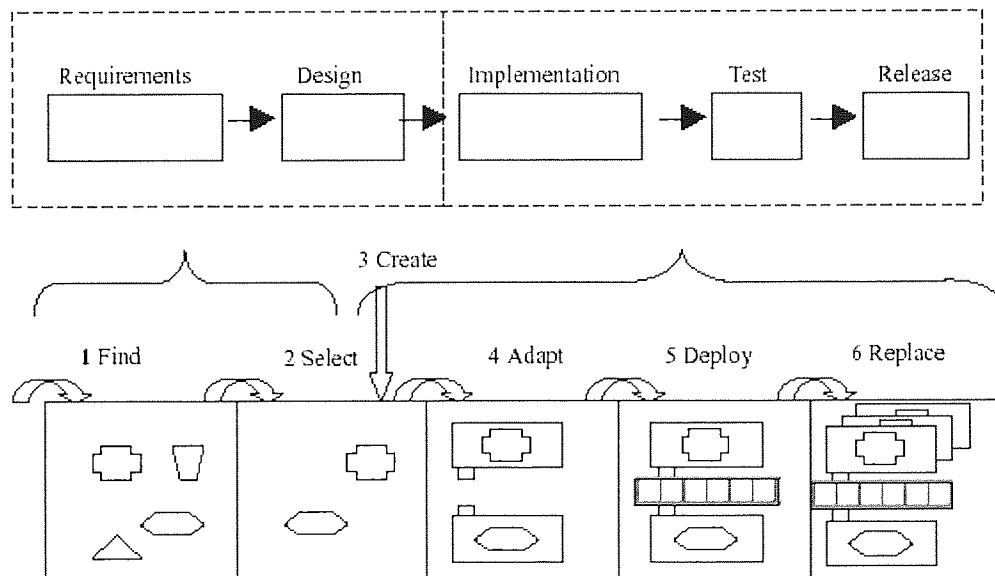 Requirements Design Implementation Test Release
3 Create
1 Find 2 Select 4 Adapt 5 Deploy 6 Replace